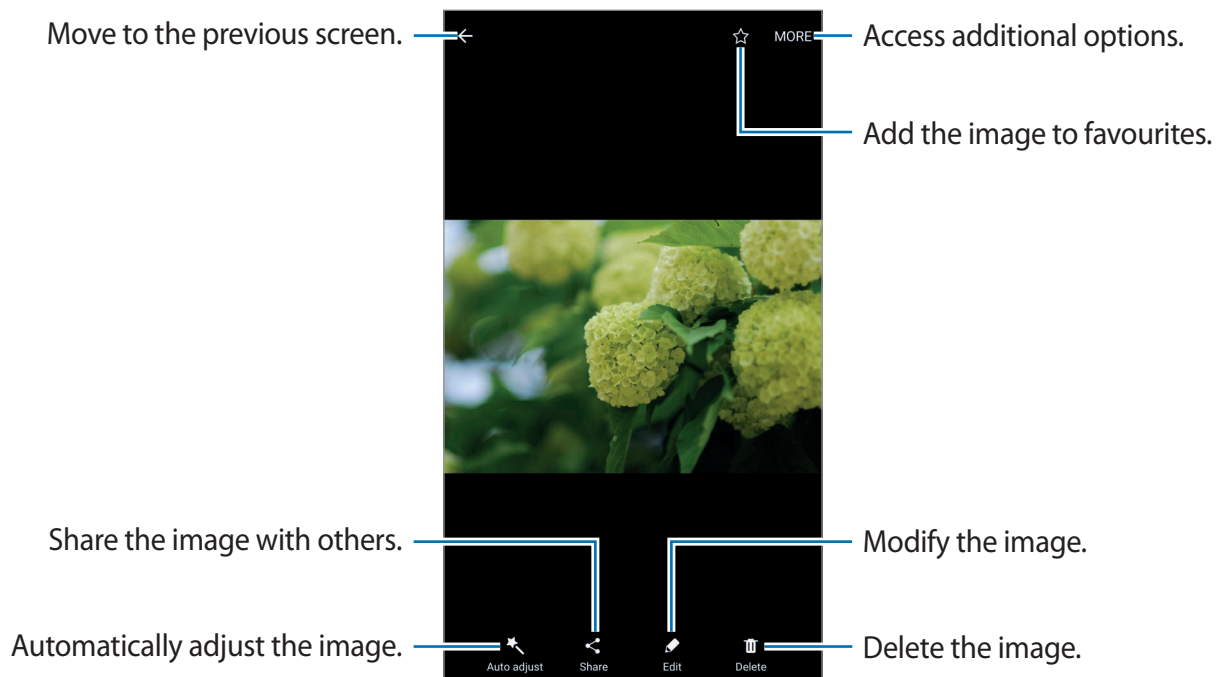 Move to the previous screen.
MORE
Access additional options.
Add the image to favourites.
Share the image with others.
Modify the image.
Automatically adjust the image.
Auto adjust
Share
Edit
Delete
Delete the image.